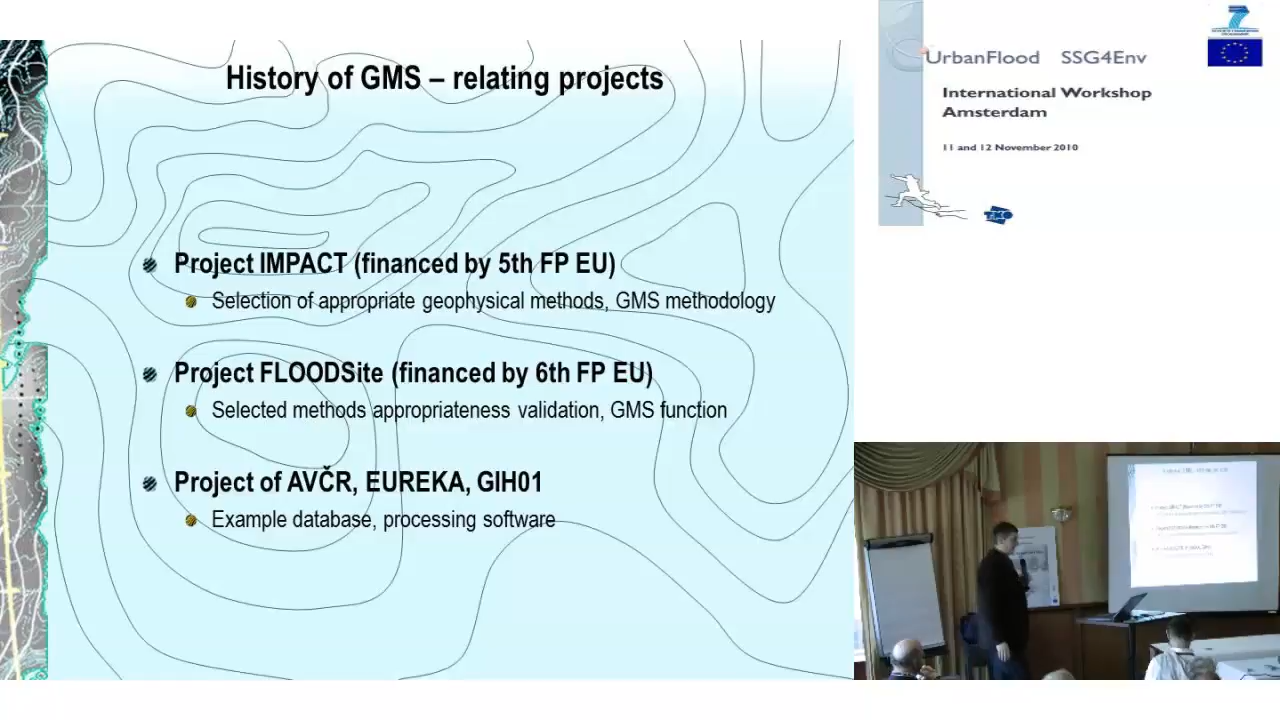 History of GMS – relating projects
Project IMPACT (financed by 5th FP EU)
Selection of appropriate geophysical methods, GMS methodology
Project FLOODSite (financed by 6th FP EU)
Selected methods appropriateness validation, GMS function
Project of AVČR, EUREKA, GIH01
Example database, processing software
UrbanFlood SSG4Env
International Workshop
Amsterdam
11 and 12 November 2010